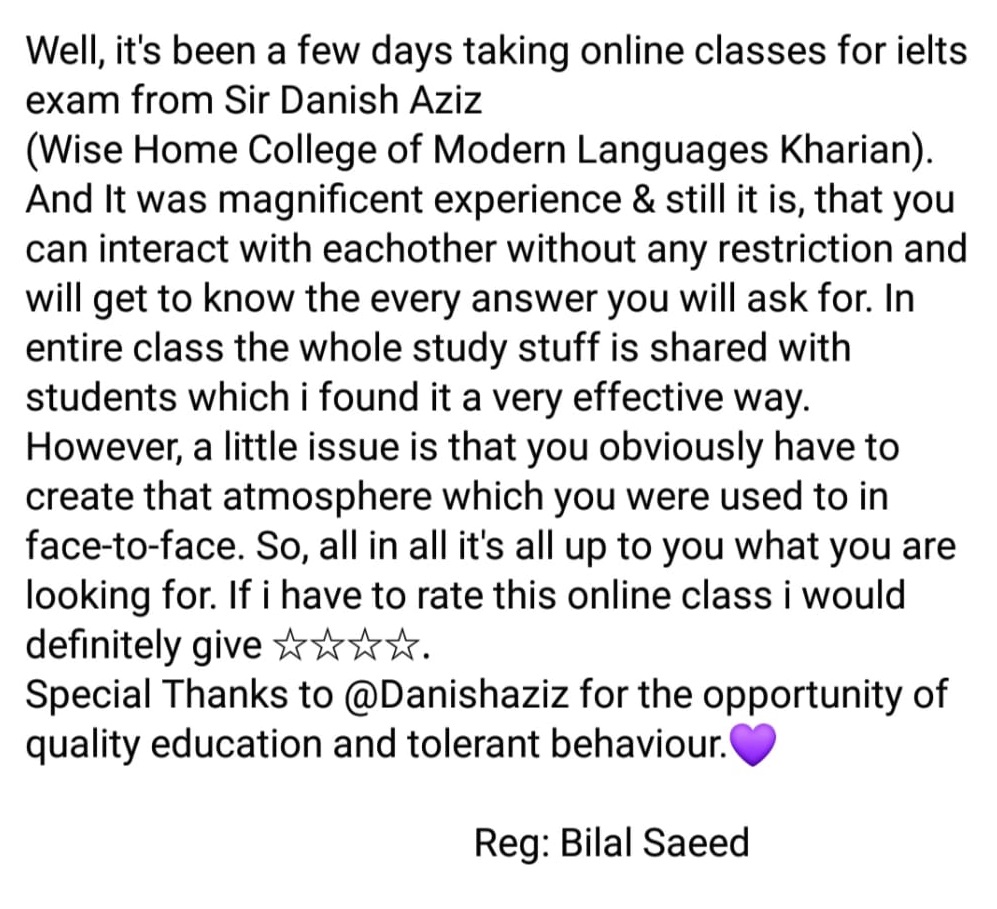 Well, it's been a few days taking online classes for ielts
exam from Sir Danish Aziz
(Wise Home College of Modern Languages Kharian).
And It was magnificent experience & still it is, that you
can interact with eachother without any restriction and
will get to know the every answer you will ask for. In
entire class the whole study stuff is shared with
students which i found it a very effective way.
However, a little issue is that you obviously have to
create that atmosphere which you were used to in
face-to-face. So, all in all it's all up to you what you are
looking for. If i have to rate this online class i would
definitely give ☆☆☆☆.
Special Thanks to @Danishaziz for the opportunity of
quality education and tolerant behaviour.💜
Reg: Bilal Saeed